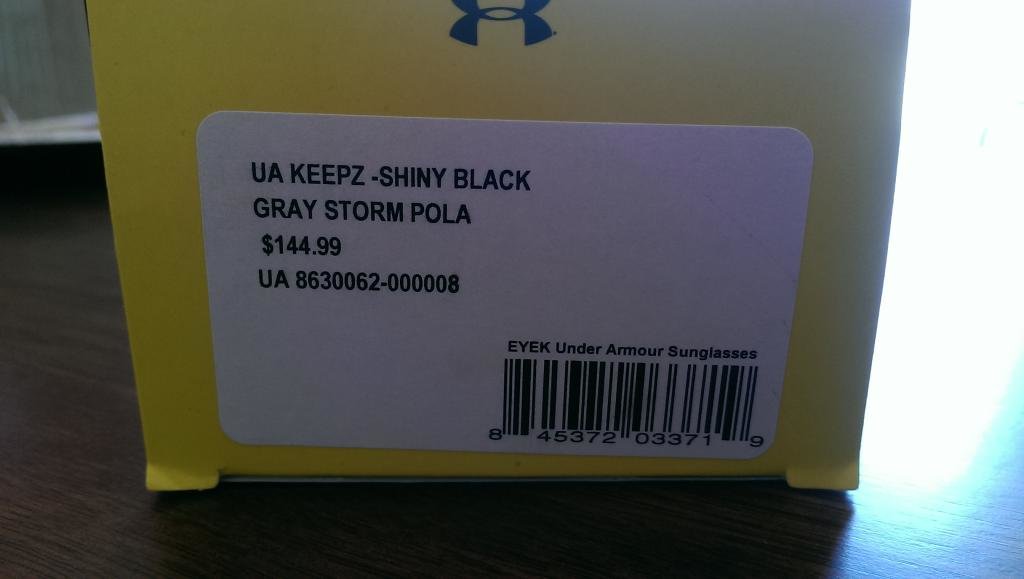 UA KEEPZ -SHINY BLACK
GRAY STORM POLA
$144.99
UA 8630062-000008
EYEK Under Armour Sunglasses
8 45372 03371 9